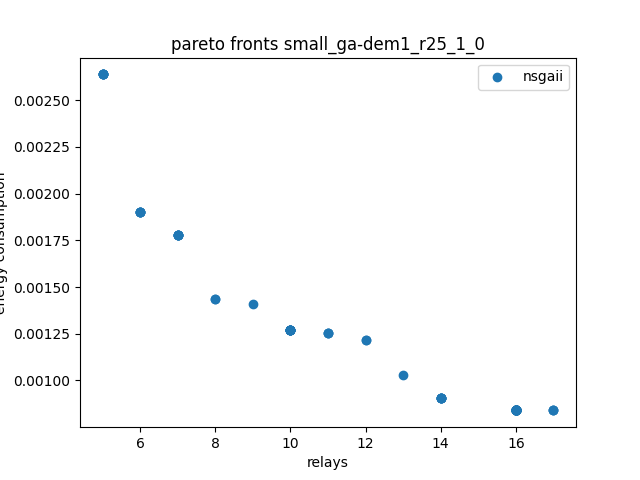 pareto fronts small_ga-dem1_r25_1_0
nsgaii
0.00250
0.00225
0.00200
0.00175
0.00150
0.00125
0.00100
energy consumption
6 8 10 12 14 16
relays